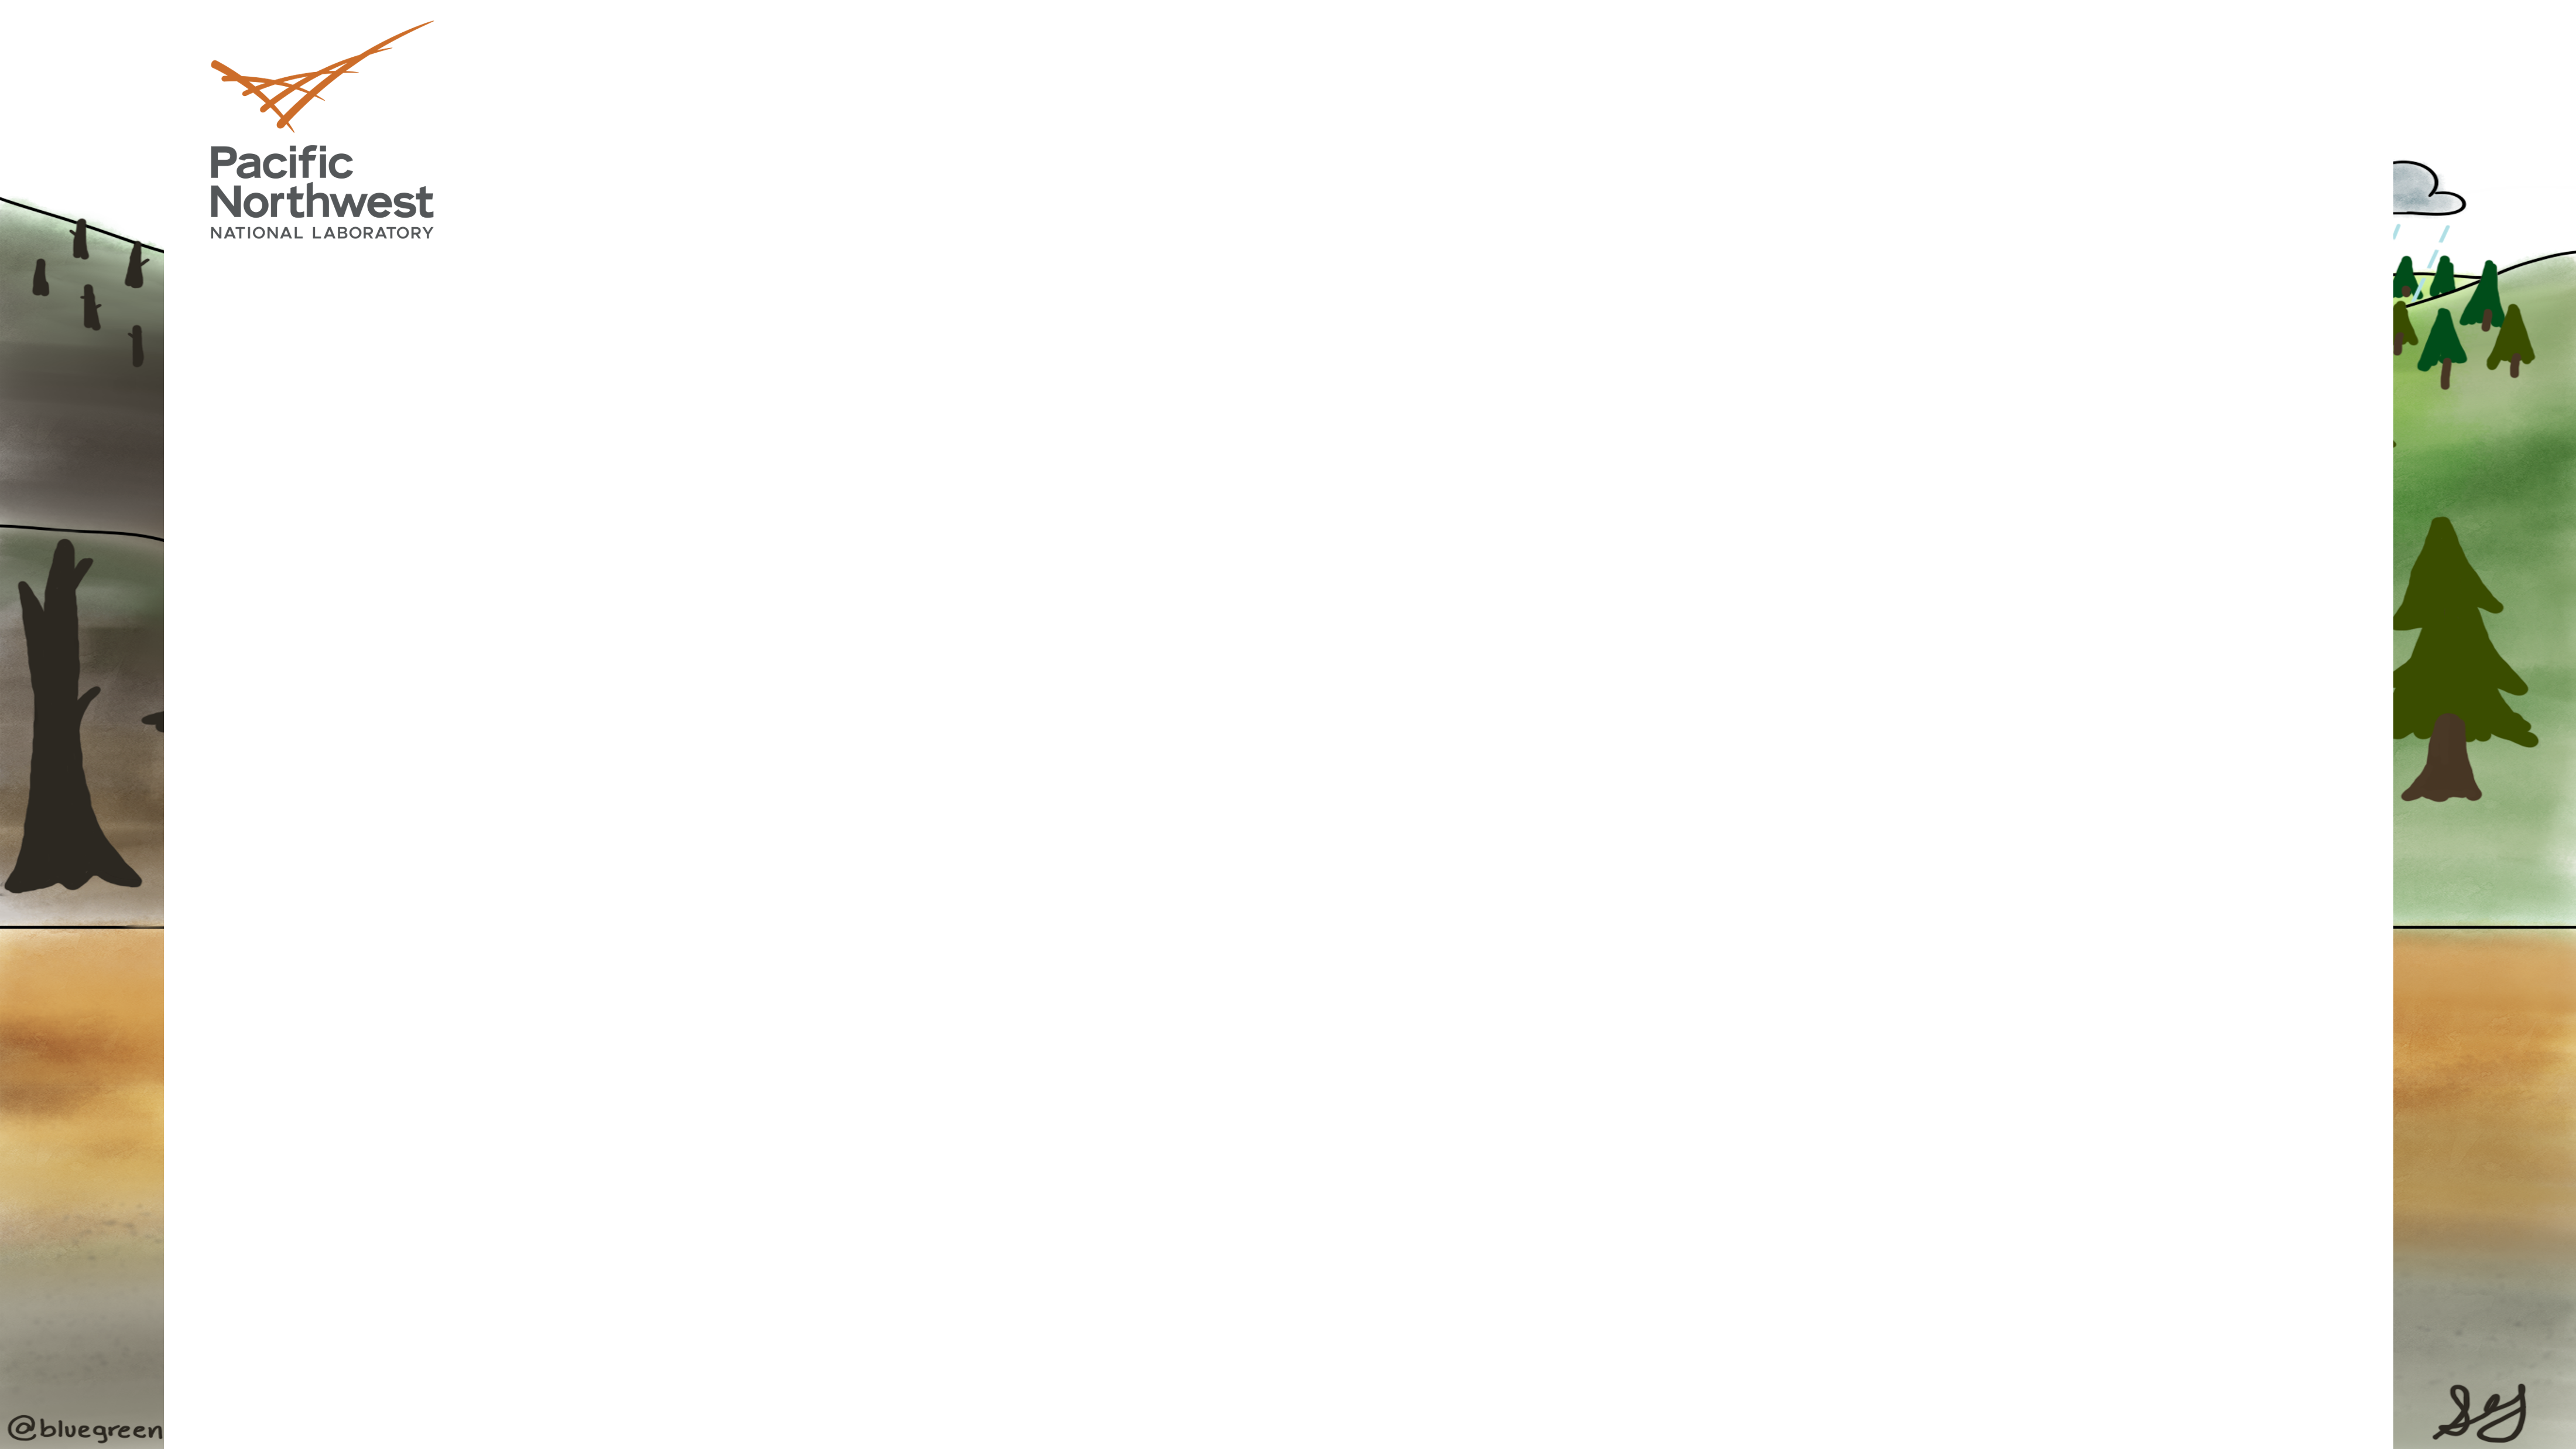 Pacific
Northwest
NATIONAL LABORATORY
@bluegreen